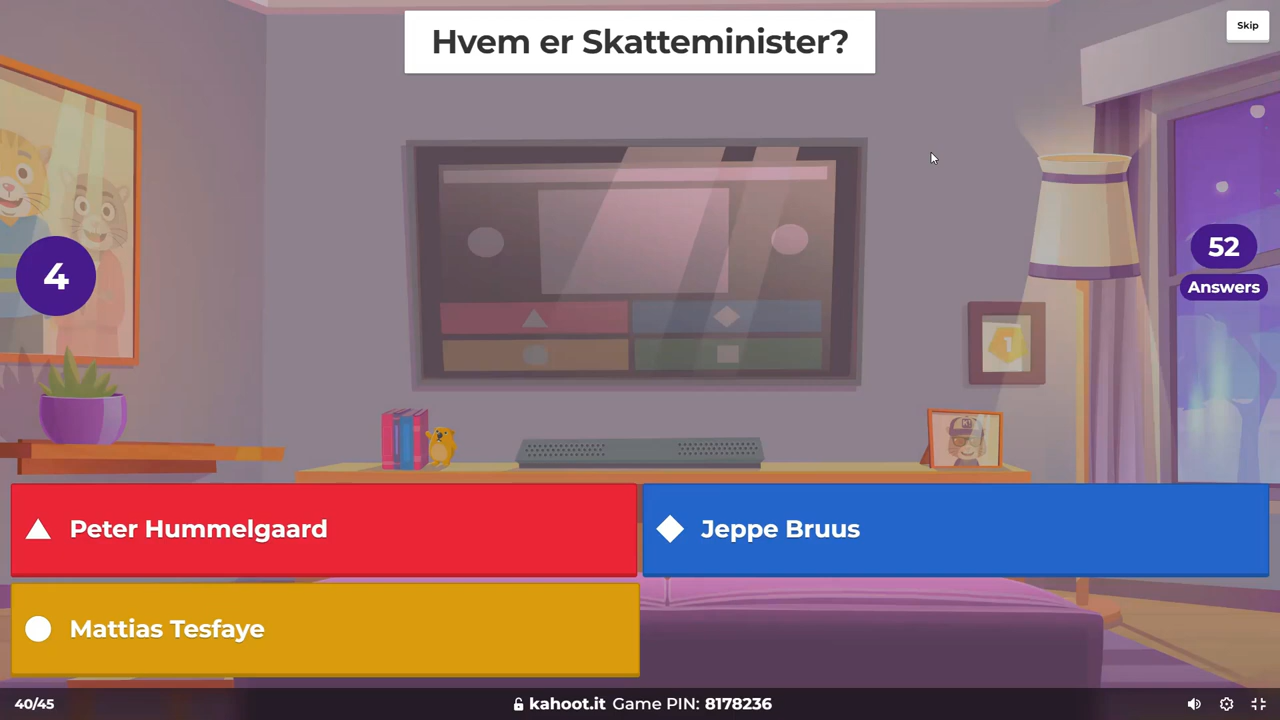 Hvem er Skatteminister?
Skip
4
52
Answers
1
Peter Hummelgaard
Jeppe Bruus
Mattias Tesfaye
40/45
kahoot.it Game PIN: 8178236